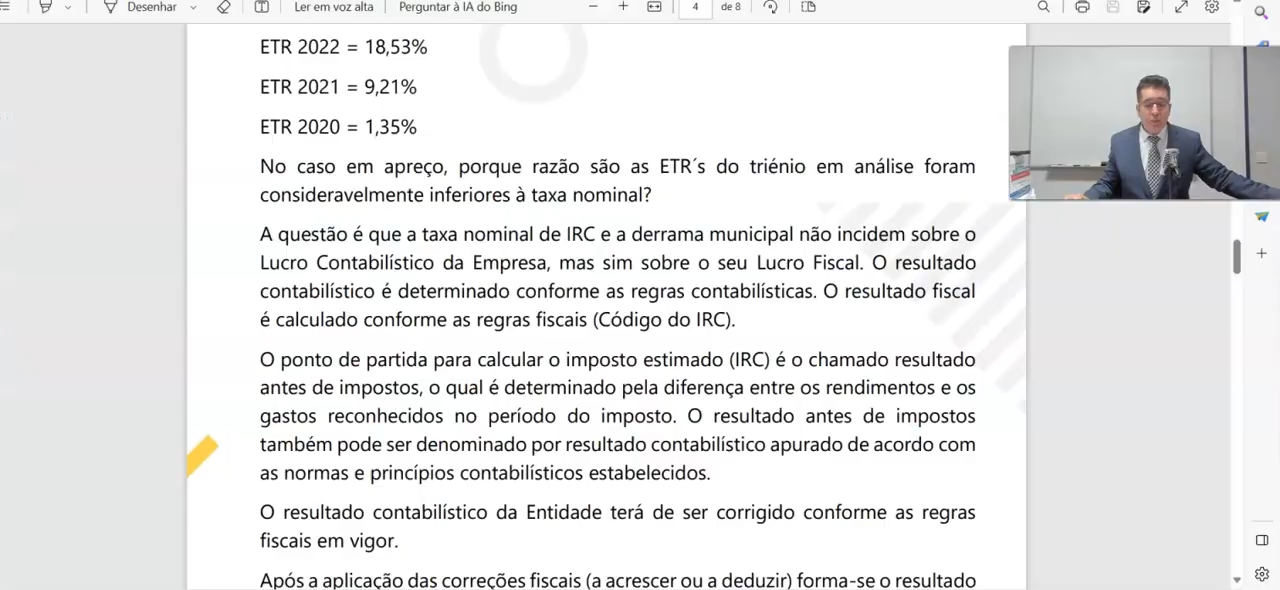 Desenhar
Ler em voz alta
Perguntar à IA do Bing
4
de 8
ETR 2022 = 18,53%
ETR 2021 = 9,21%
ETR 2020 = 1,35%
No caso em apreço, porque razão são as ETR´s do triénio em análise foram
consideravelmente inferiores à taxa nominal?
A questão é que a taxa nominal de IRC e a derrama municipal não incidem sobre o
Lucro Contabilístico da Empresa, mas sim sobre o seu Lucro Fiscal. O resultado
contabilístico é determinado conforme as regras contabilísticas. O resultado fiscal
é calculado conforme as regras fiscais (Código do IRC).
O ponto de partida para calcular o imposto estimado (IRC) é o chamado resultado
antes de impostos, o qual é determinado pela diferença entre os rendimentos e os
gastos reconhecidos no período do imposto. O resultado antes de impostos
também pode ser denominado por resultado contabilístico apurado de acordo com
as normas e princípios contabilísticos estabelecidos.
O resultado contabilístico da Entidade terá de ser corrigido conforme as regras
fiscais em vigor.
Após a aplicação das correções fiscais (a acrescer ou a deduzir) forma-se o resultado